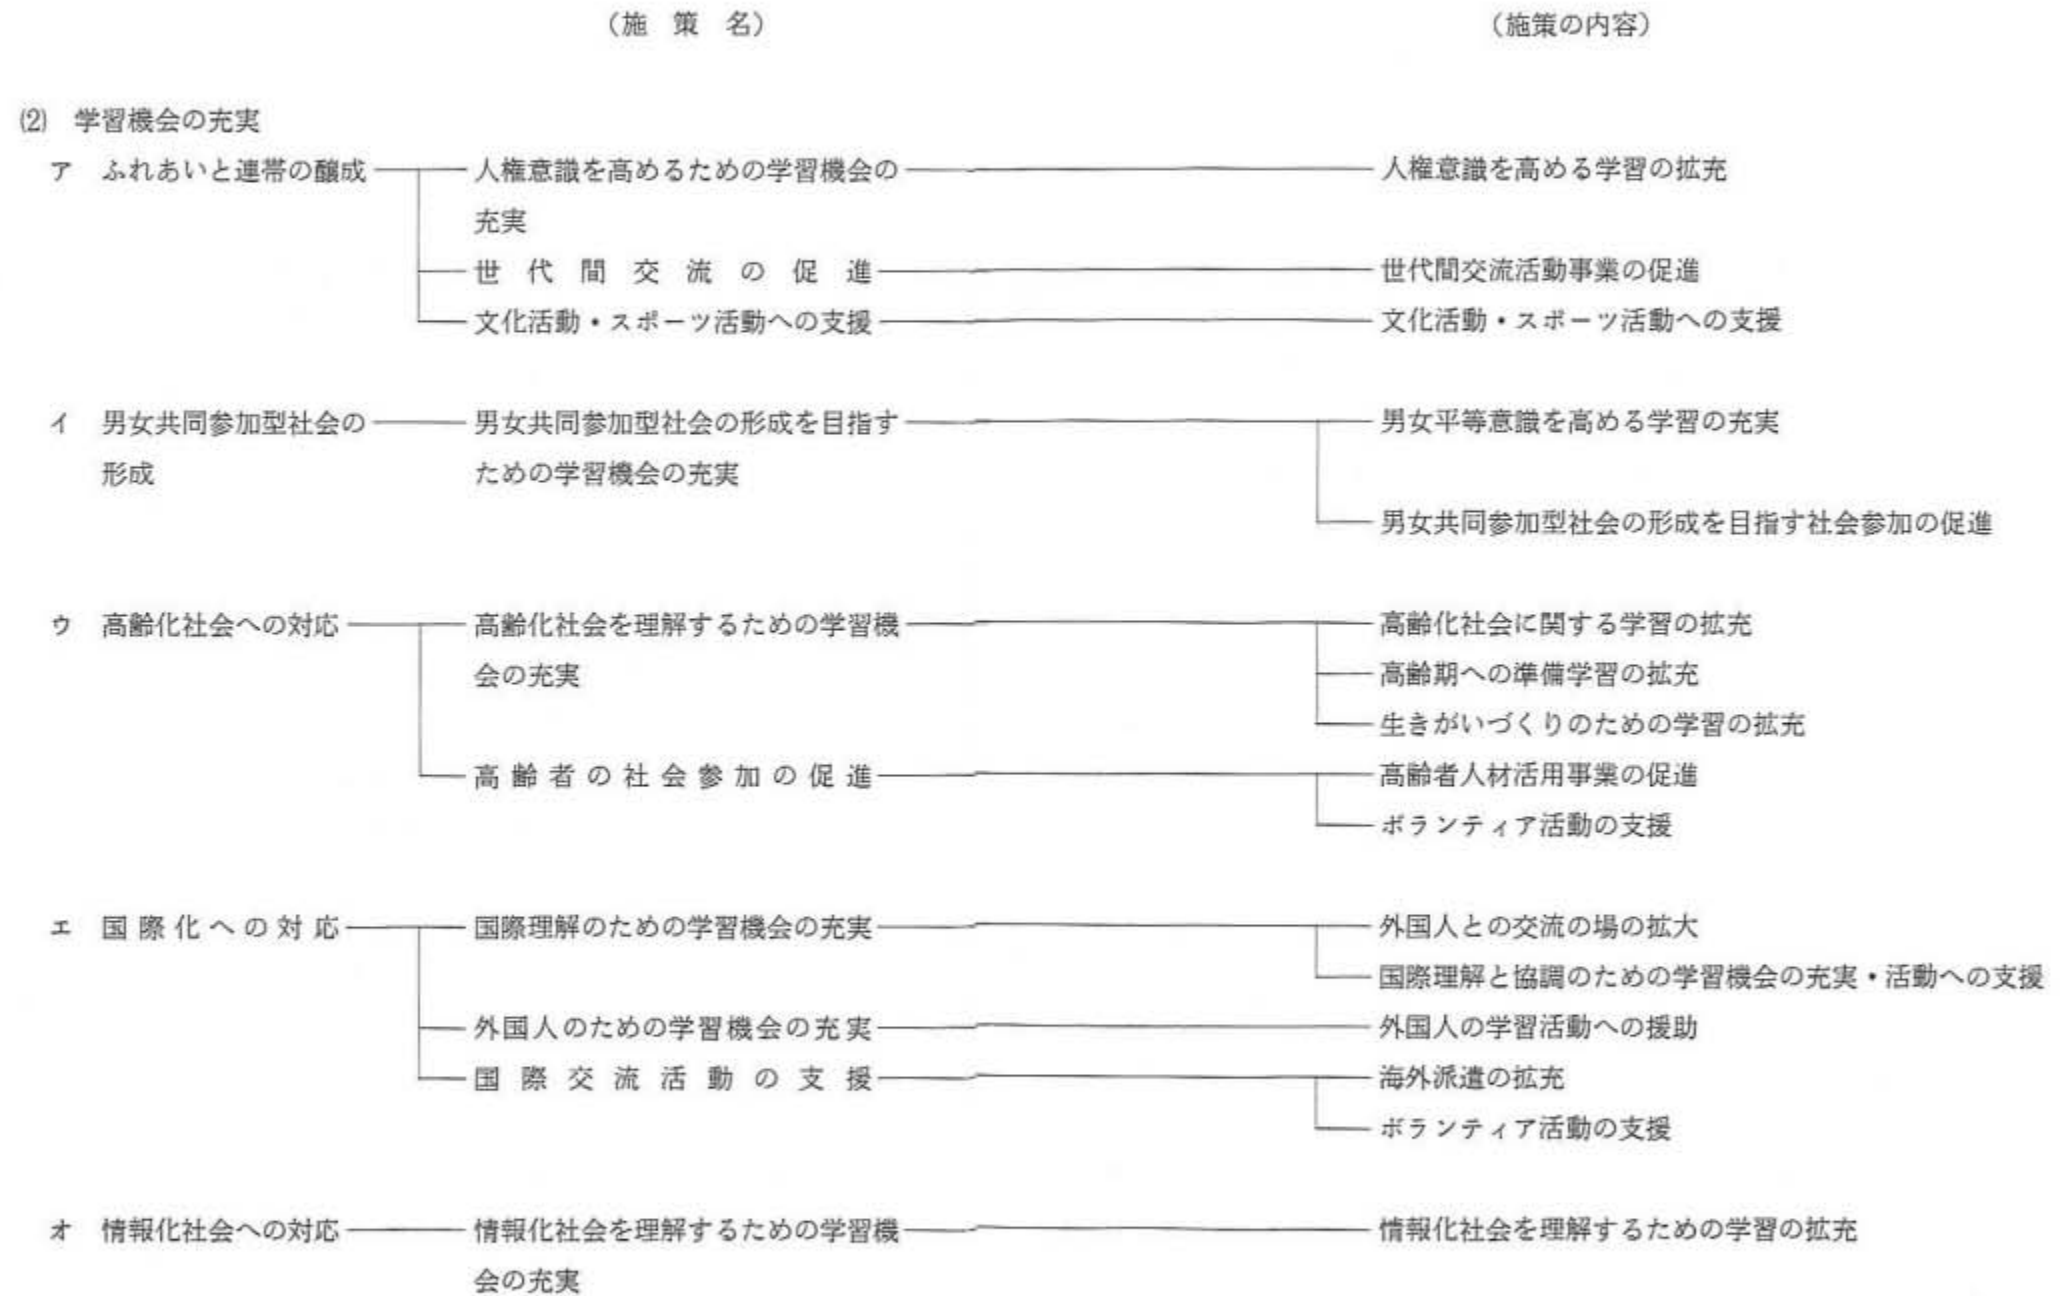 （施　策　名）　（施策の内容）
(2)　学習機会の充実
ア　ふれあいと連帯の醸成　人権意識を高めるための学習機会の　人権意識を高める学習の拡充
充実
世代間交流の促進　世代間交流活動事業の促進
文化活動・スポーツ活動への支援　文化活動・スポーツ活動への支援
イ　男女共同参加型社会の　男女共同参加型社会の形成を目指す　男女平等意識を高める学習の充実
形成　ための学習機会の充実
男女共同参加型社会の形成を目指す社会参加の促進
ウ　高齢化社会への対応　高齢化社会を理解するための学習機　高齢化社会に関する学習の拡充
会の充実　高齢期への準備学習の拡充
生きがいづくりのための学習の拡充
高齢者の社会参加の促進　高齢者人材活用事業の促進
ボランティア活動の支援
エ　国際化への対応　国際理解のための学習機会の充実　外国人との交流の場の拡大
国際理解と協調のための学習機会の充実・活動への支援
外国人のための学習機会の充実　外国人の学習活動への援助
国際交流活動の支援　海外派遣の拡充
ボランティア活動の支援
オ　情報化社会への対応　情報化社会を理解するための学習機　情報化社会を理解するための学習の拡充
会の充実